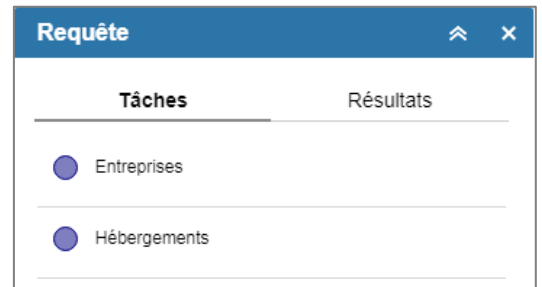 Requête
Tâches Résultats
Entreprises
Hébergements